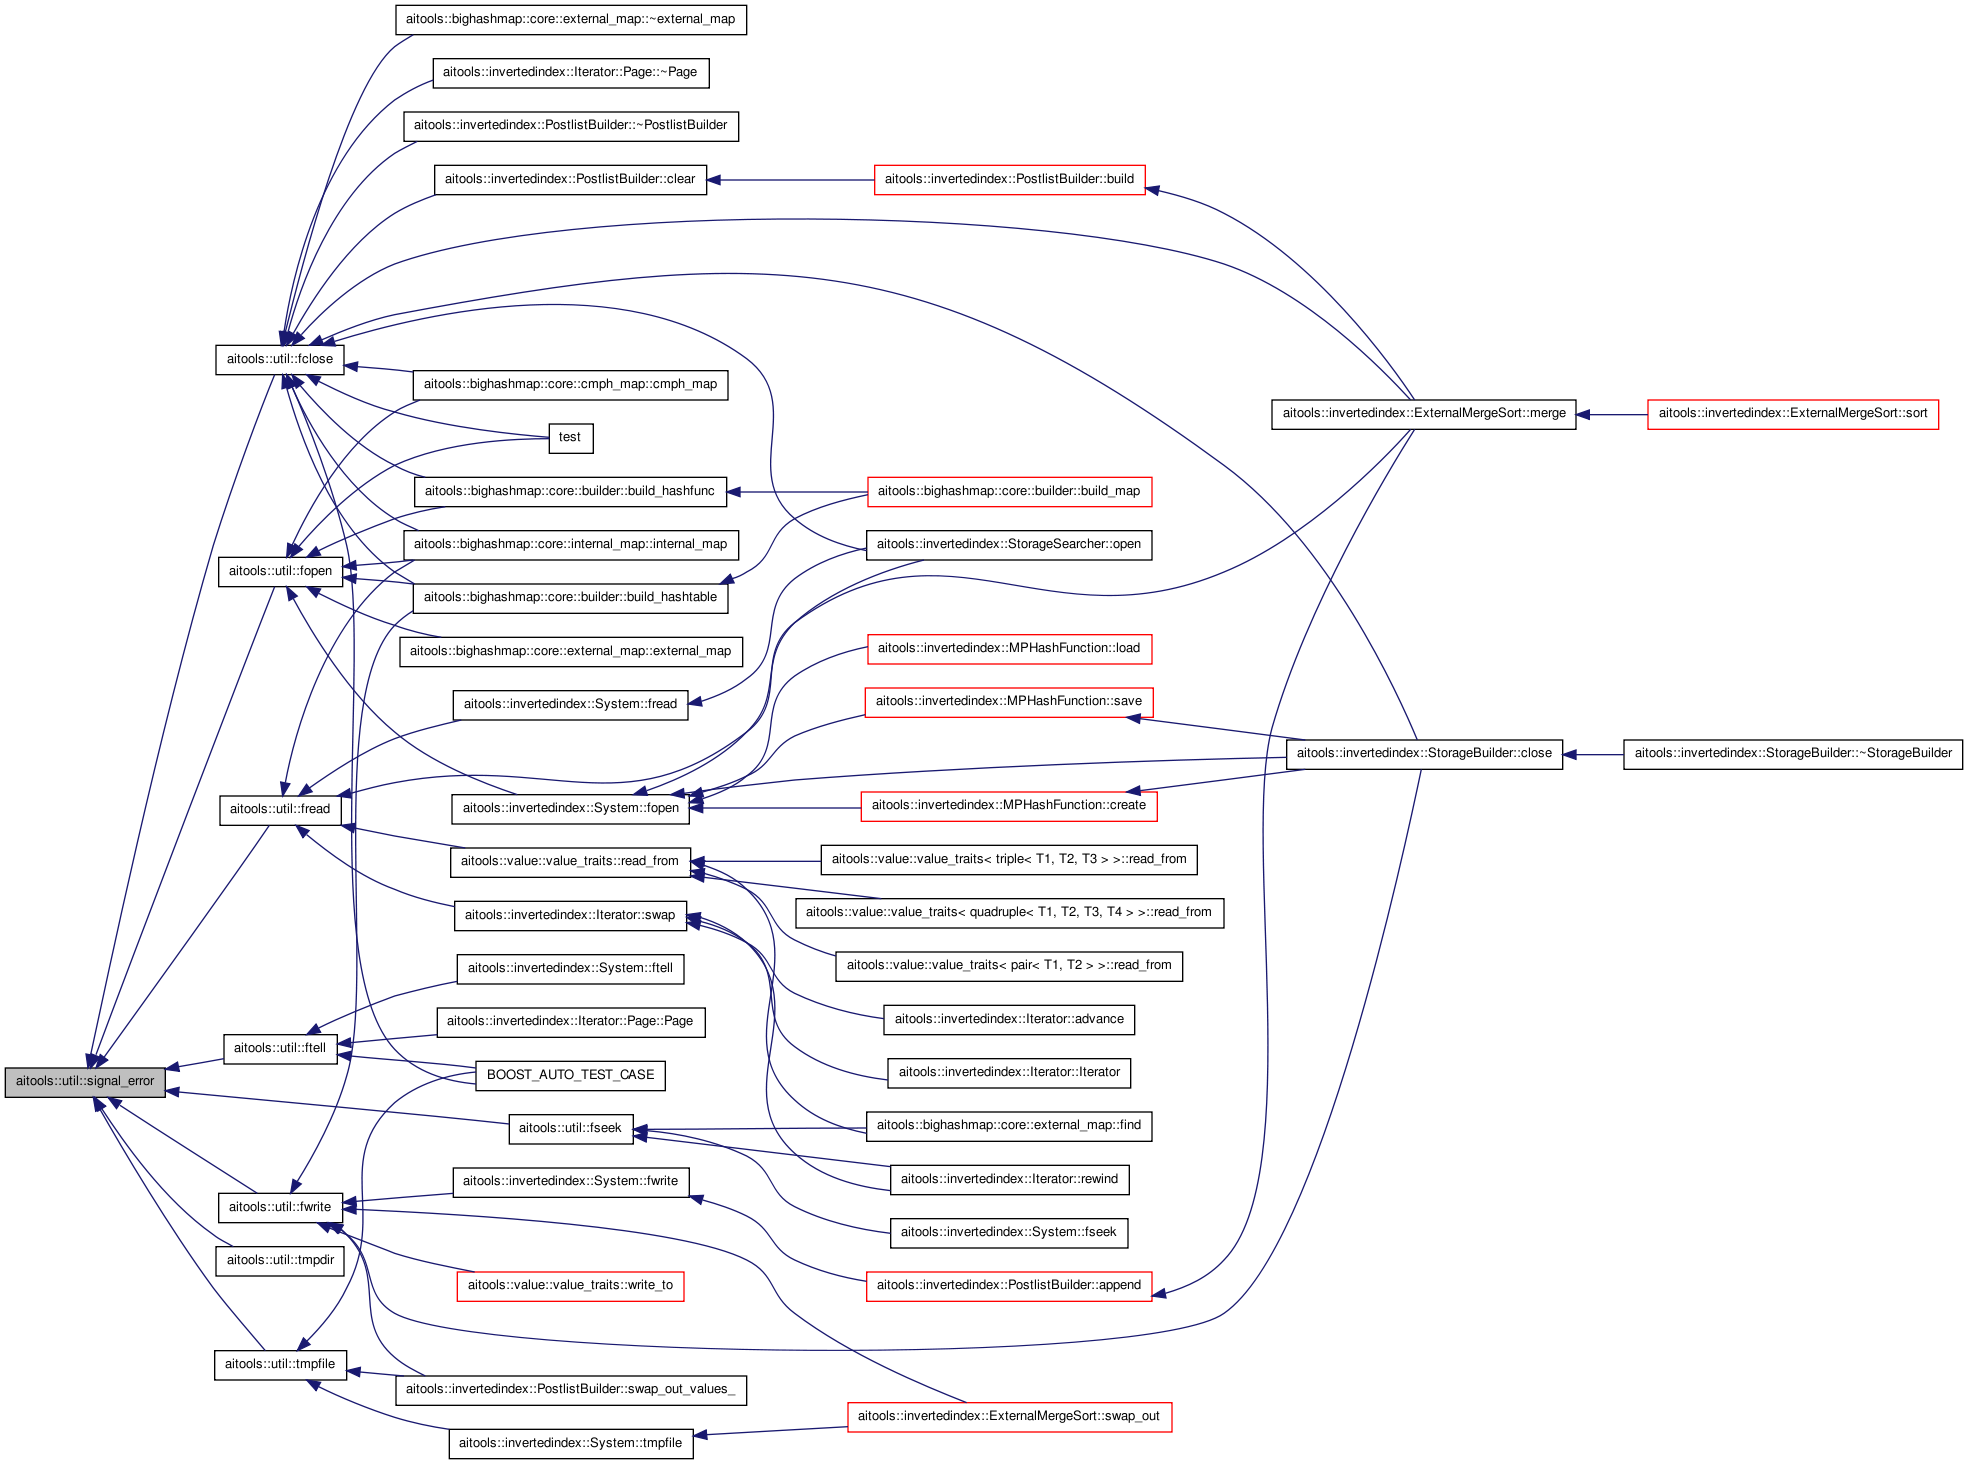 aitools::bighashmap::core::external_map::~external_map
aitools::invertedindex::Iterator::Page::~Page
aitools::invertedindex::PostlistBuilder::~PostlistBuilder
aitools::invertedindex::PostlistBuilder::clear
aitools::invertedindex::PostlistBuilder::build
aitools::util::fclose
aitools::bighashmap::core::cmph_map::cmph_map
aitools::invertedindex::ExternalMergeSort::merge
aitools::invertedindex::ExternalMergeSort::sort
test
aitools::bighashmap::core::builder::build_hashfunc
aitools::bighashmap::core::builder::build_map
aitools::bighashmap::core::internal_map::internal_map
aitools::invertedindex::StorageSearcher::open
aitools::util::fopen
aitools::bighashmap::core::builder::build_hashtable
aitools::bighashmap::core::external_map::external_map
aitools::invertedindex::MPHashFunction::load
aitools::invertedindex::System::fread
aitools::invertedindex::MPHashFunction::save
aitools::invertedindex::StorageBuilder::close
aitools::invertedindex::StorageBuilder::~StorageBuilder
aitools::util::fread
aitools::invertedindex::System::fopen
aitools::invertedindex::MPHashFunction::create
aitools::value::value_traits::read_from
aitools::value::value_traits< triple< T1, T2, T3 > >::read_from
aitools::invertedindex::Iterator::swap
aitools::value::value_traits< quadruple< T1, T2, T3, T4 > >::read_from
aitools::invertedindex::System::ftell
aitools::value::value_traits< pair< T1, T2 > >::read_from
aitools::invertedindex::Iterator::Page::Page
aitools::invertedindex::Iterator::advance
aitools::util::ftell
aitools::util::signal_error
BOOST_AUTO_TEST_CASE
aitools::invertedindex::Iterator::Iterator
aitools::util::fseek
aitools::bighashmap::core::external_map::find
aitools::invertedindex::System::fwrite
aitools::invertedindex::Iterator::rewind
aitools::util::fwrite
aitools::invertedindex::System::fseek
aitools::util::tmpdir
aitools::value::value_traits::write_to
aitools::invertedindex::PostlistBuilder::append
aitools::util::tmpfile
aitools::invertedindex::PostlistBuilder::swap_out_values_
aitools::invertedindex::ExternalMergeSort::swap_out
aitools::invertedindex::System::tmpfile